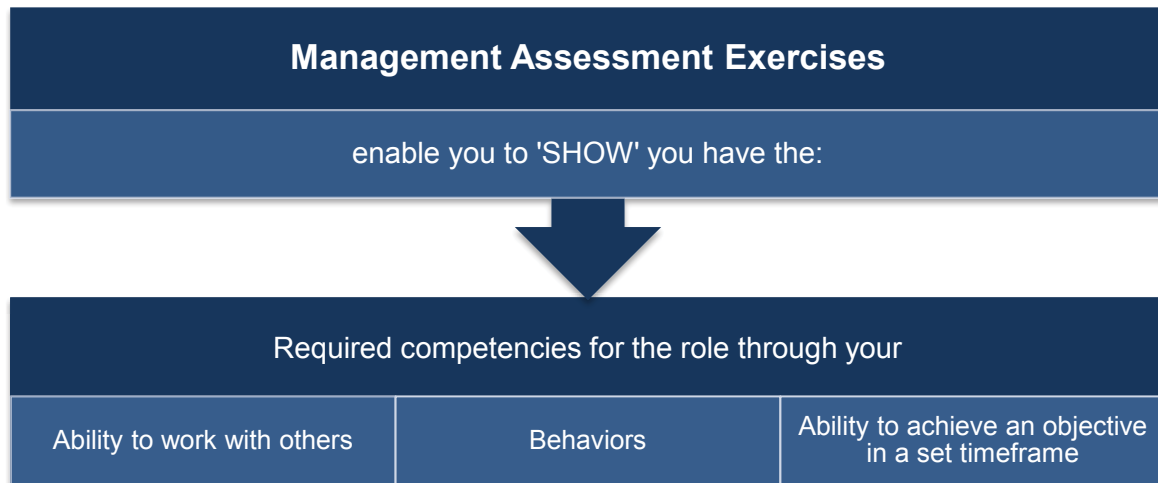 Management Assessment Exercises
enable you to 'SHOW' you have the:
Required competencies for the role through your
Ability to work with others
Behaviors
Ability to achieve an objective
in a set timeframe